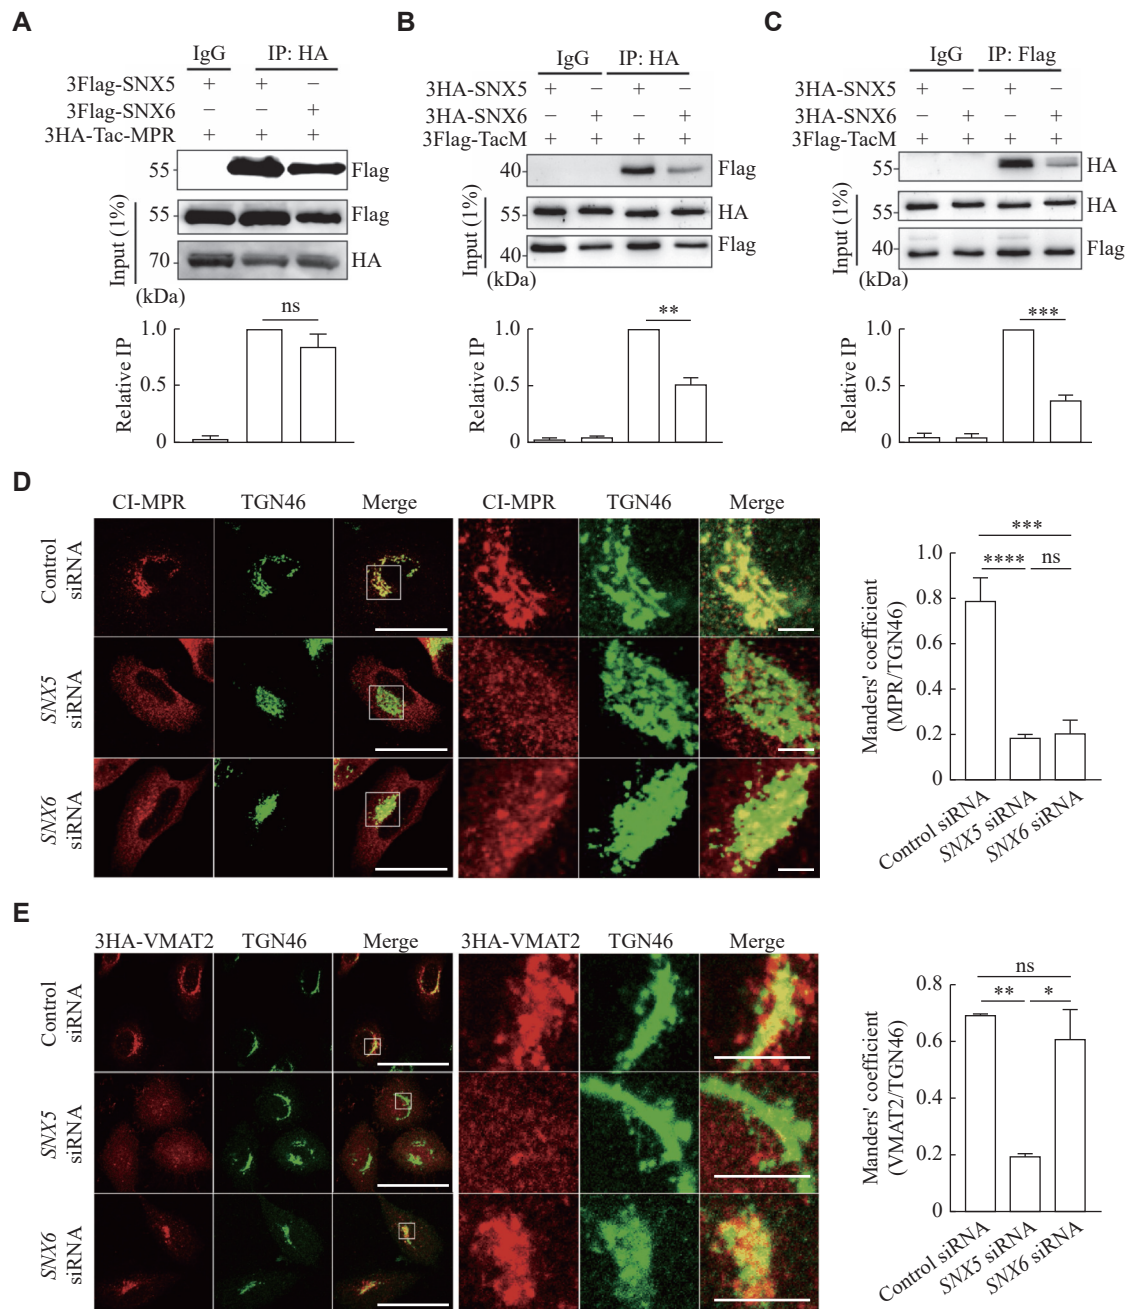 A
IgG IP: HA
3Flag-SNX5 + + −
3Flag-SNX6 − − +
3HA-Tac-MPR + + +
55 Flag
55 Flag
70 HA
Input (1%)
(kDa)
ns
Relative IP
1.0
0.5
0
B
IgG IP: HA
3HA-SNX5 + − + −
3HA-SNX6 − + − +
3Flag-TacM + + + +
40 Flag
55 HA
40 Flag
Input (1%)
(kDa)
**
Relative IP
1.0
0.5
0
C
IgG IP: Flag
3HA-SNX5 + − + −
3HA-SNX6 − + − +
3Flag-TacM + + + +
55 HA
55 HA
40 Flag
Input (1%)
(kDa)
***
Relative IP
1.0
0.5
0
D
CI-MPR TGN46 Merge CI-MPR TGN46 Merge
Control
siRNA
SNX5
siRNA
SNX6
siRNA
***
**** ns
Manders' coefficient
(MPR/TGN46)
1.0
0.8
0.6
0.4
0.2
0
Control siRNA
SNX5 siRNA
SNX6 siRNA
E
3HA-VMAT2 TGN46 Merge 3HA-VMAT2 TGN46 Merge
Control
siRNA
SNX5
siRNA
SNX6
siRNA
ns
** *
Manders' coefficient
(VMAT2/TGN46)
0.8
0.6
0.4
0.2
0
Control siRNA
SNX5 siRNA
SNX6 siRNA